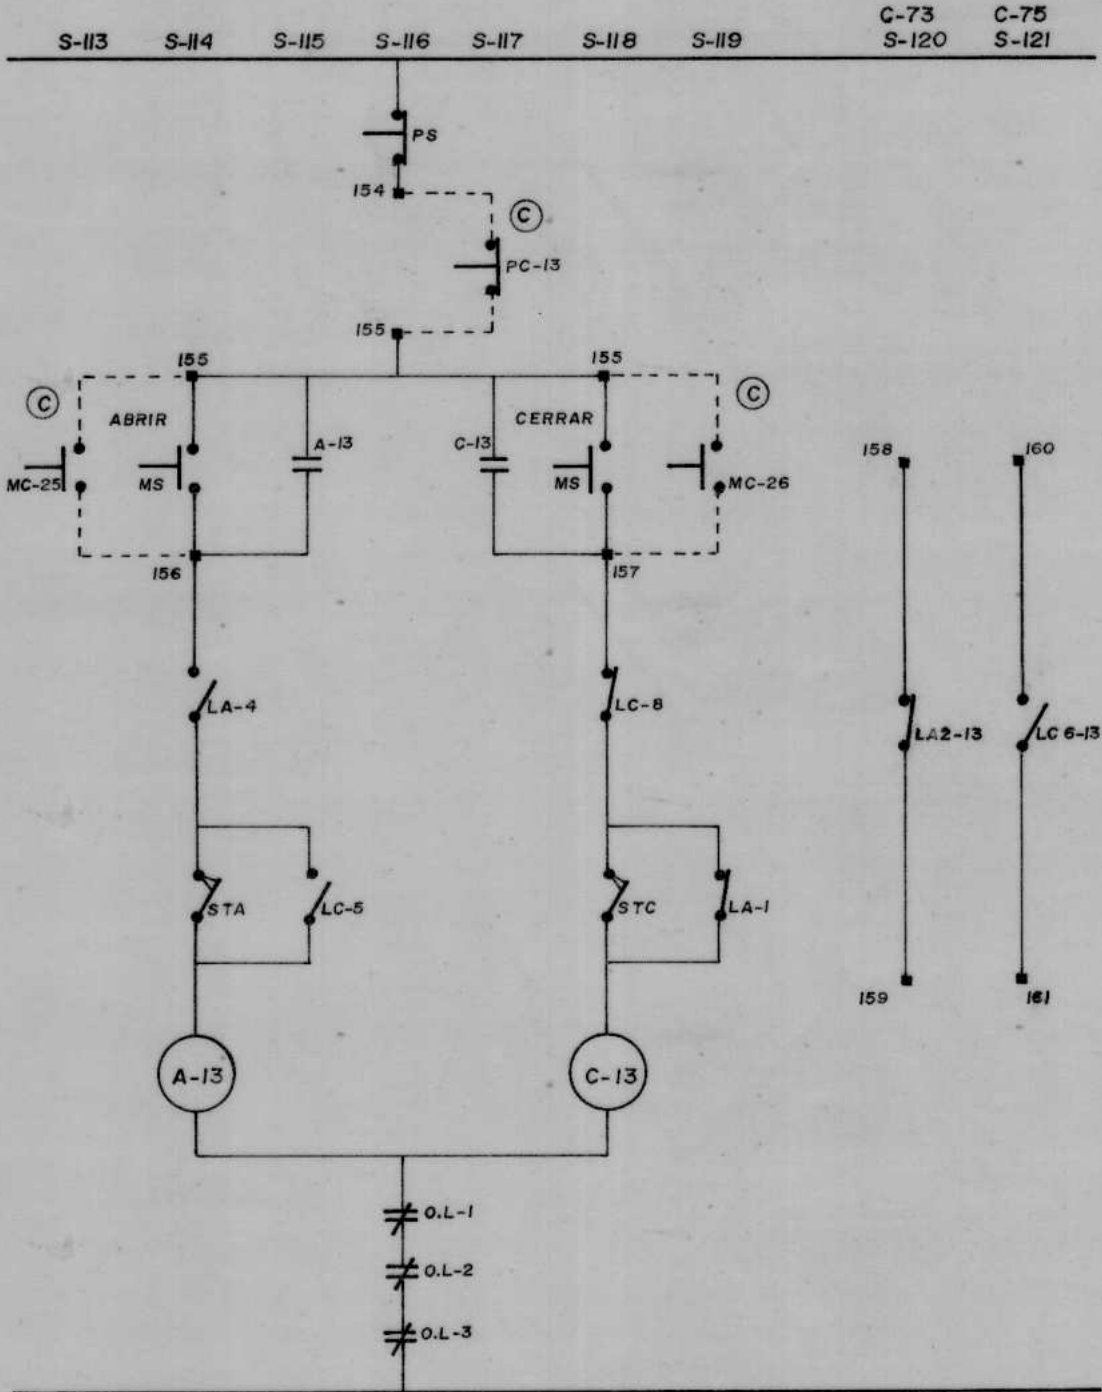 C-73 C-75
S-113 S-114 S-115 S-116 S-117 S-118 S-119 S-120 S-121
PS
154
C
PC-13
155
155 155
C ABRIR CERRAR C
A-13 C-13
158 160
MC-25 MS MS MC-26
156 157
LA-4 LC-8
LA2-13 LC6-13
STA LC-5 STC LA-1
159 161
A-13 C-13
O.L-1
O.L-2
O.L-3